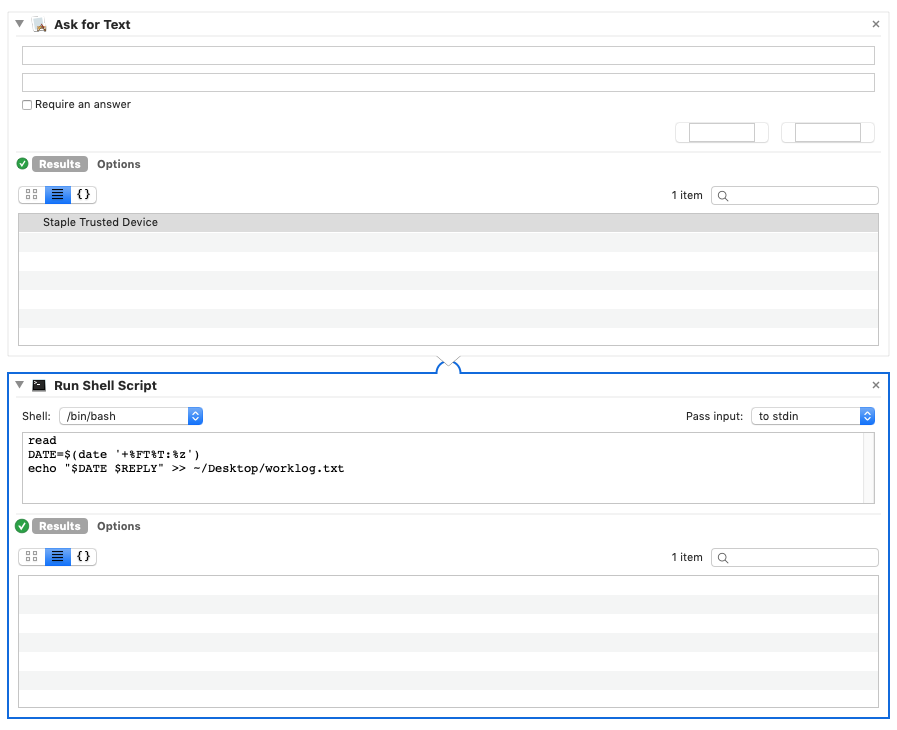 Ask for Text
Require an answer
Results Options
{} 1 item
Staple Trusted Device
Run Shell Script
Shell: /bin/bash Pass input: to stdin
read
DATE=$(date '+%FT%T:%z')
echo "$DATE $REPLY" >> ~/Desktop/worklog.txt
Results Options
{} 1 item